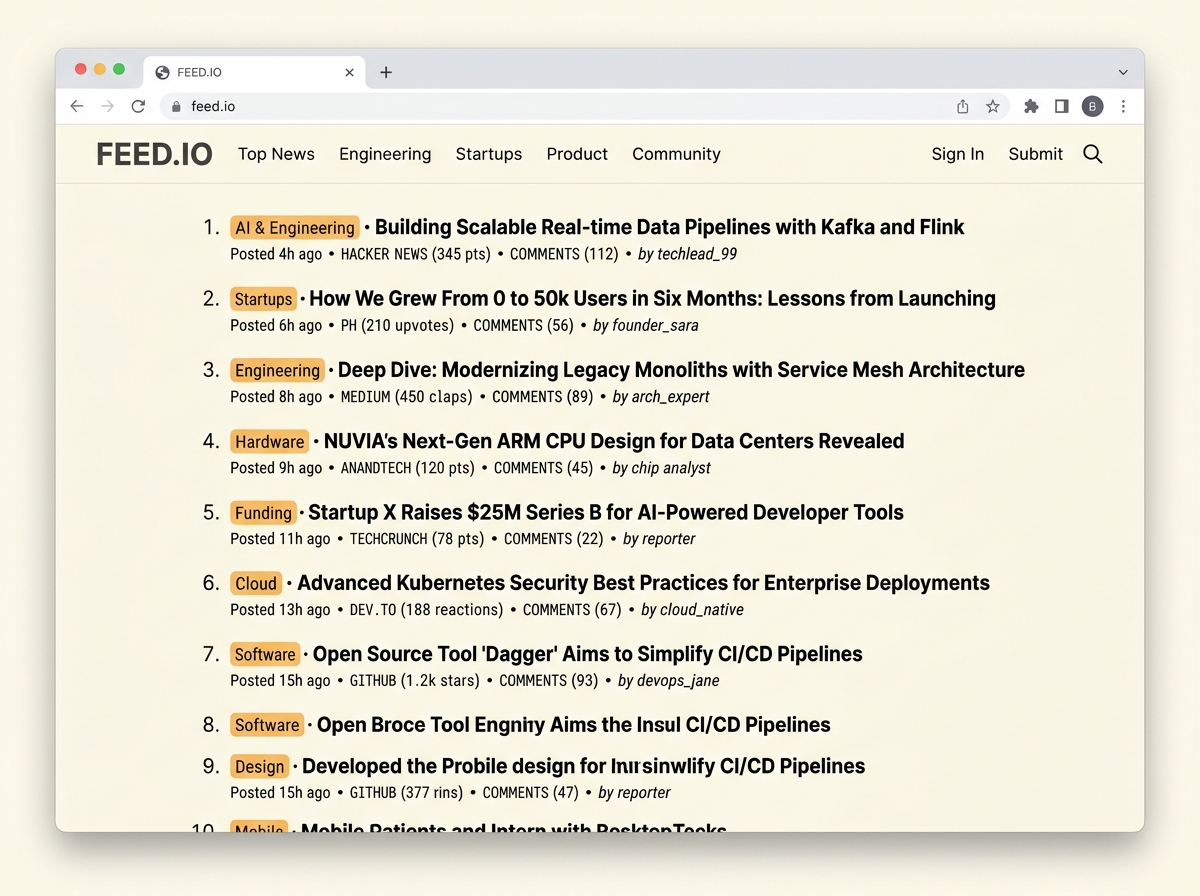 FEED.IO
feed.io
B
FEED.IO Top News Engineering Startups Product Community Sign In Submit
1. AI & Engineering · Building Scalable Real-time Data Pipelines with Kafka and Flink
Posted 4h ago • HACKER NEWS (345 pts) • COMMENTS (112) • by techlead_99
2. Startups · How We Grew From 0 to 50k Users in Six Months: Lessons from Launching
Posted 6h ago • PH (210 upvotes) • COMMENTS (56) • by founder_sara
3. Engineering · Deep Dive: Modernizing Legacy Monoliths with Service Mesh Architecture
Posted 8h ago • MEDIUM (450 claps) • COMMENTS (89) • by arch_expert
4. Hardware · NUVIA's Next-Gen ARM CPU Design for Data Centers Revealed
Posted 9h ago • ANANDTECH (120 pts) • COMMENTS (45) • by chip analyst
5. Funding · Startup X Raises $25M Series B for AI-Powered Developer Tools
Posted 11h ago • TECHCRUNCH (78 pts) • COMMENTS (22) • by reporter
6. Cloud · Advanced Kubernetes Security Best Practices for Enterprise Deployments
Posted 13h ago • DEV.TO (188 reactions) • COMMENTS (67) • by cloud_native
7. Software · Open Source Tool 'Dagger' Aims to Simplify CI/CD Pipelines
Posted 15h ago • GITHUB (1.2k stars) • COMMENTS (93) • by devops_jane
8. Software · Open Broce Tool Aims the Insul CI/CD Pipelines
9. Design · Developed the Probile design for CI/CD Pipelines
Posted 15h ago • GITHUB (377 rins) • COMMENTS (47) • by reporter
10. Mobile · Mobile Patients and Intern with